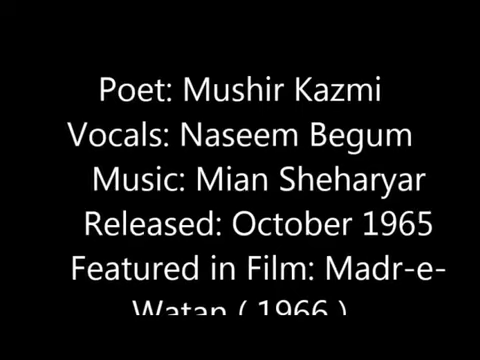 Poet: Mushir Kazmi
Vocals: Naseem Begum
Music: Mian Sheharyar
Released: October 1965
Featured in Film: Madr-e-
Watan ( 1966 )